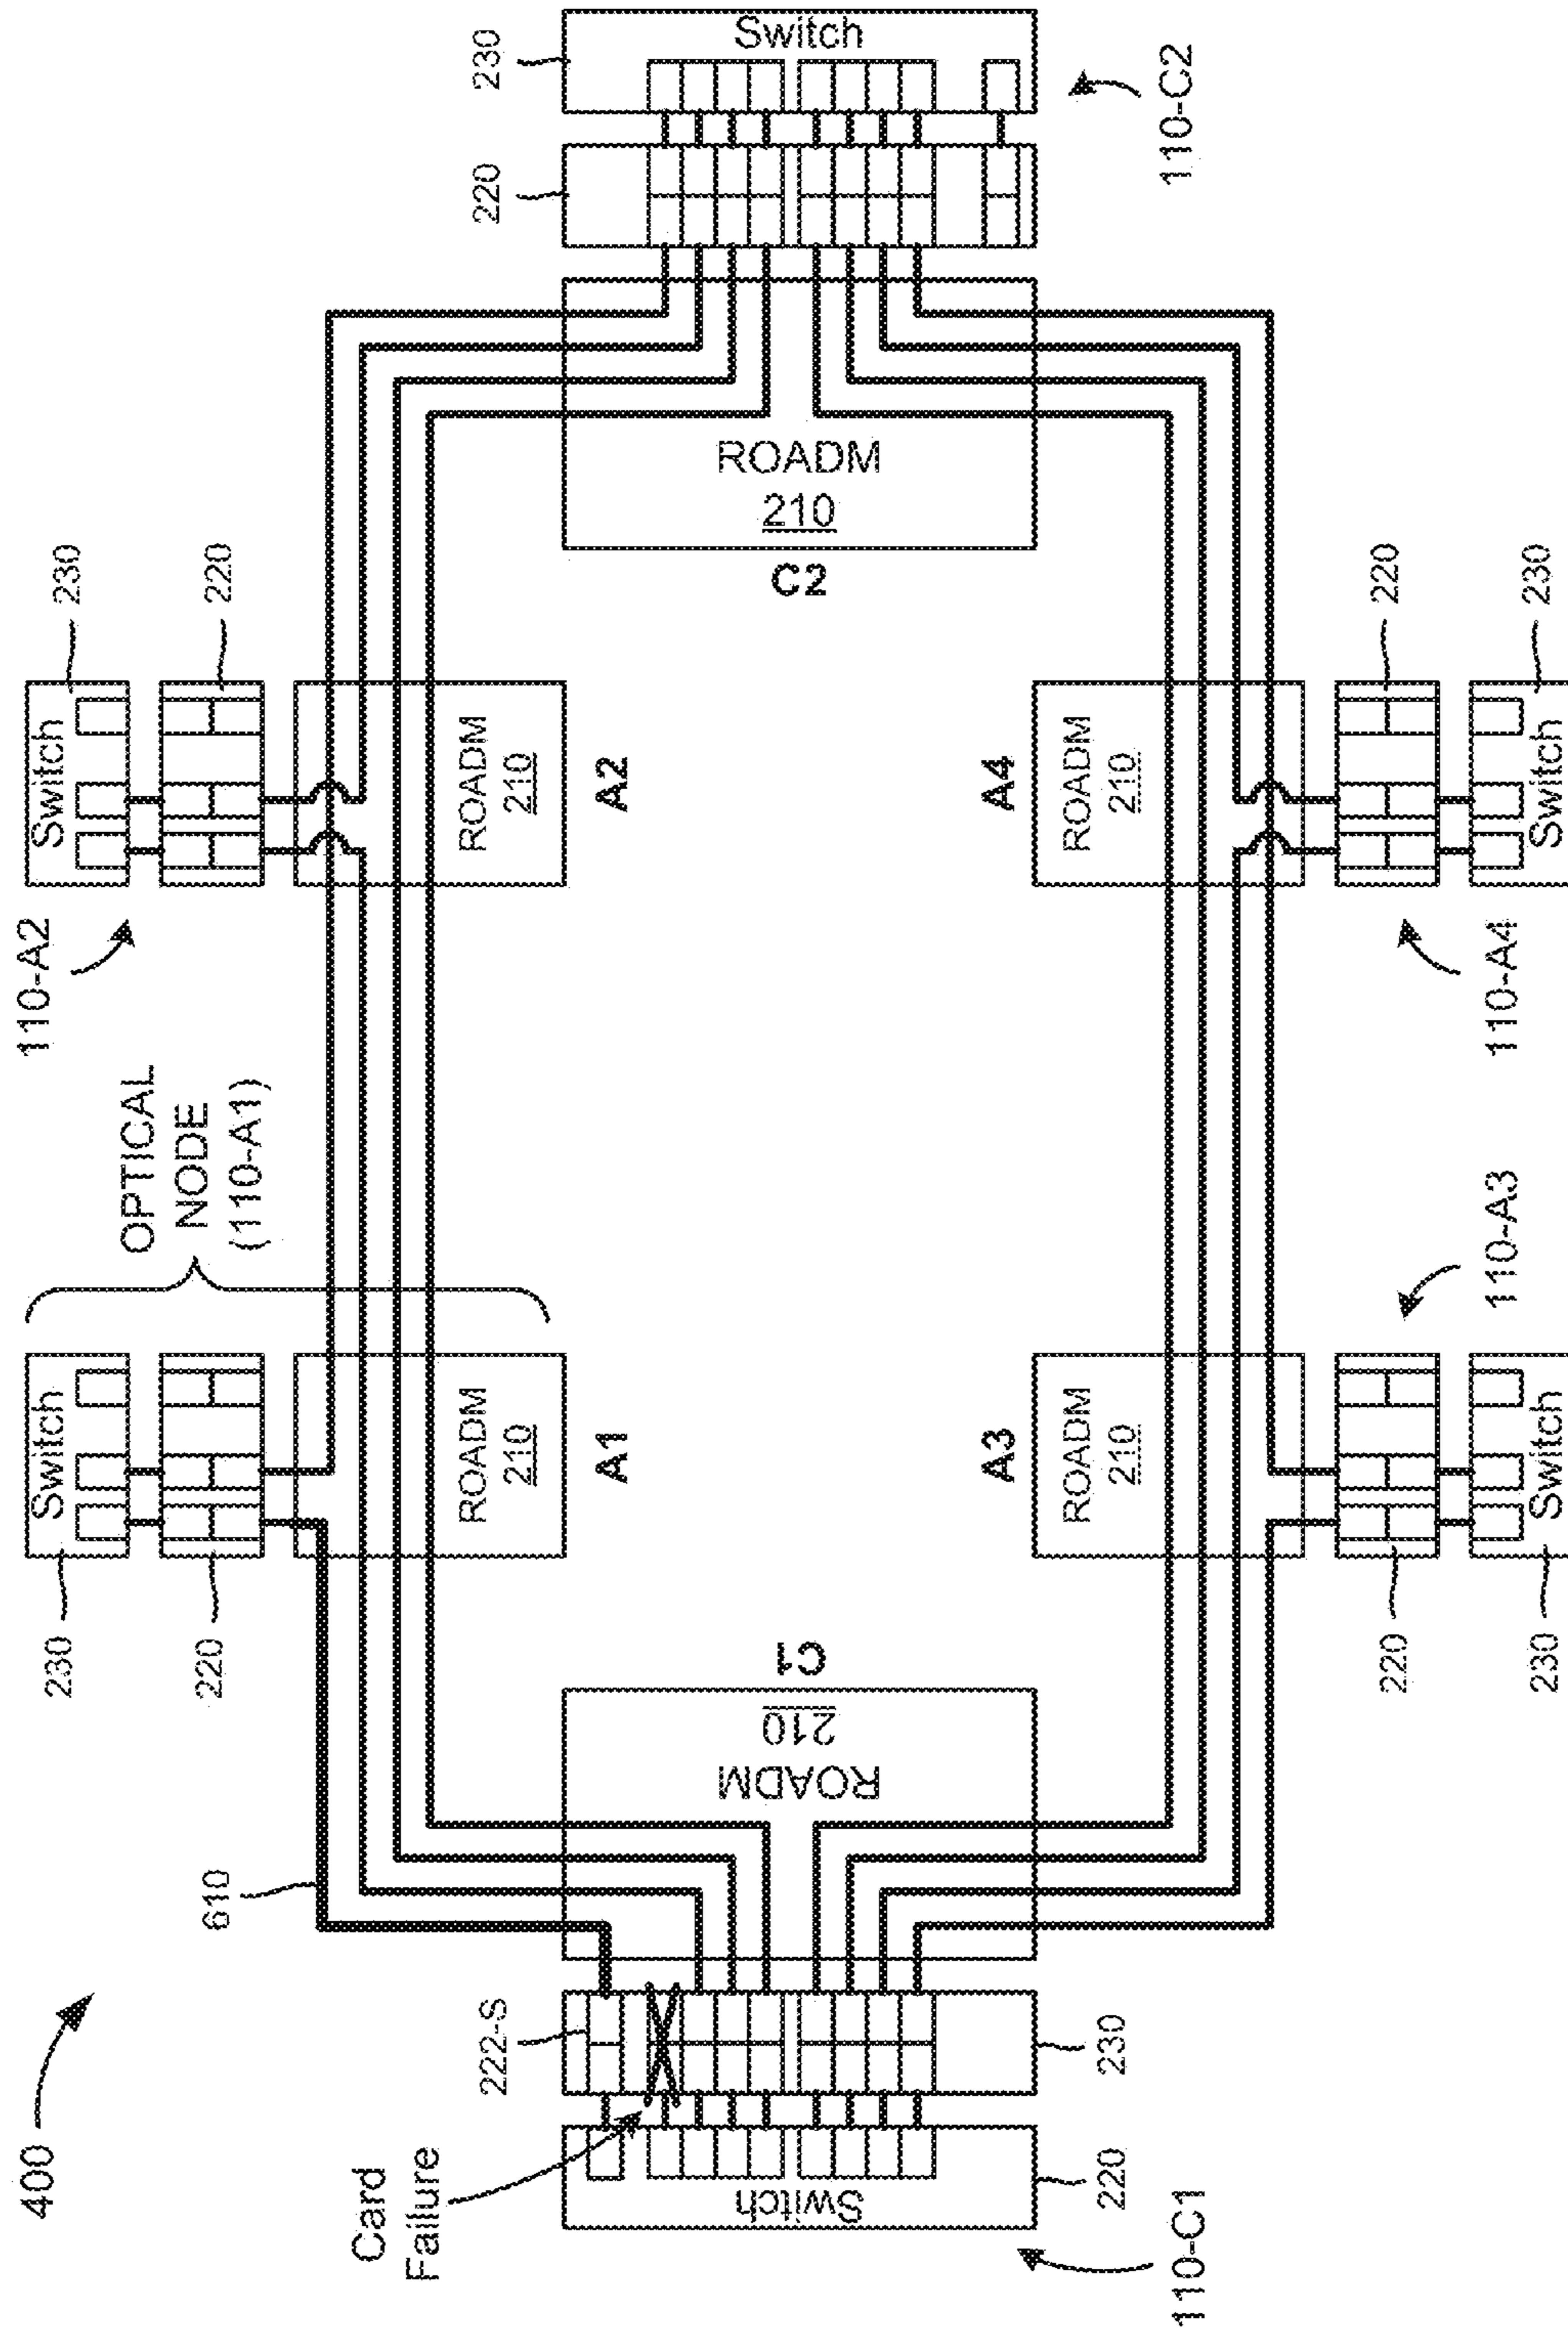 400
Card
Failure
110-C1
Switch
220
222-S
230
610
ROADM
210
C1
230
220
Switch
ROADM
210
A1
OPTICAL
NODE
(110-A1)
110-A2
Switch
230
220
ROADM
210
A2
A3
ROADM
210
220
230
Switch
110-A3
110-A4
A4
ROADM
210
220
230
Switch
C2
ROADM
210
220
230
Switch
110-C2